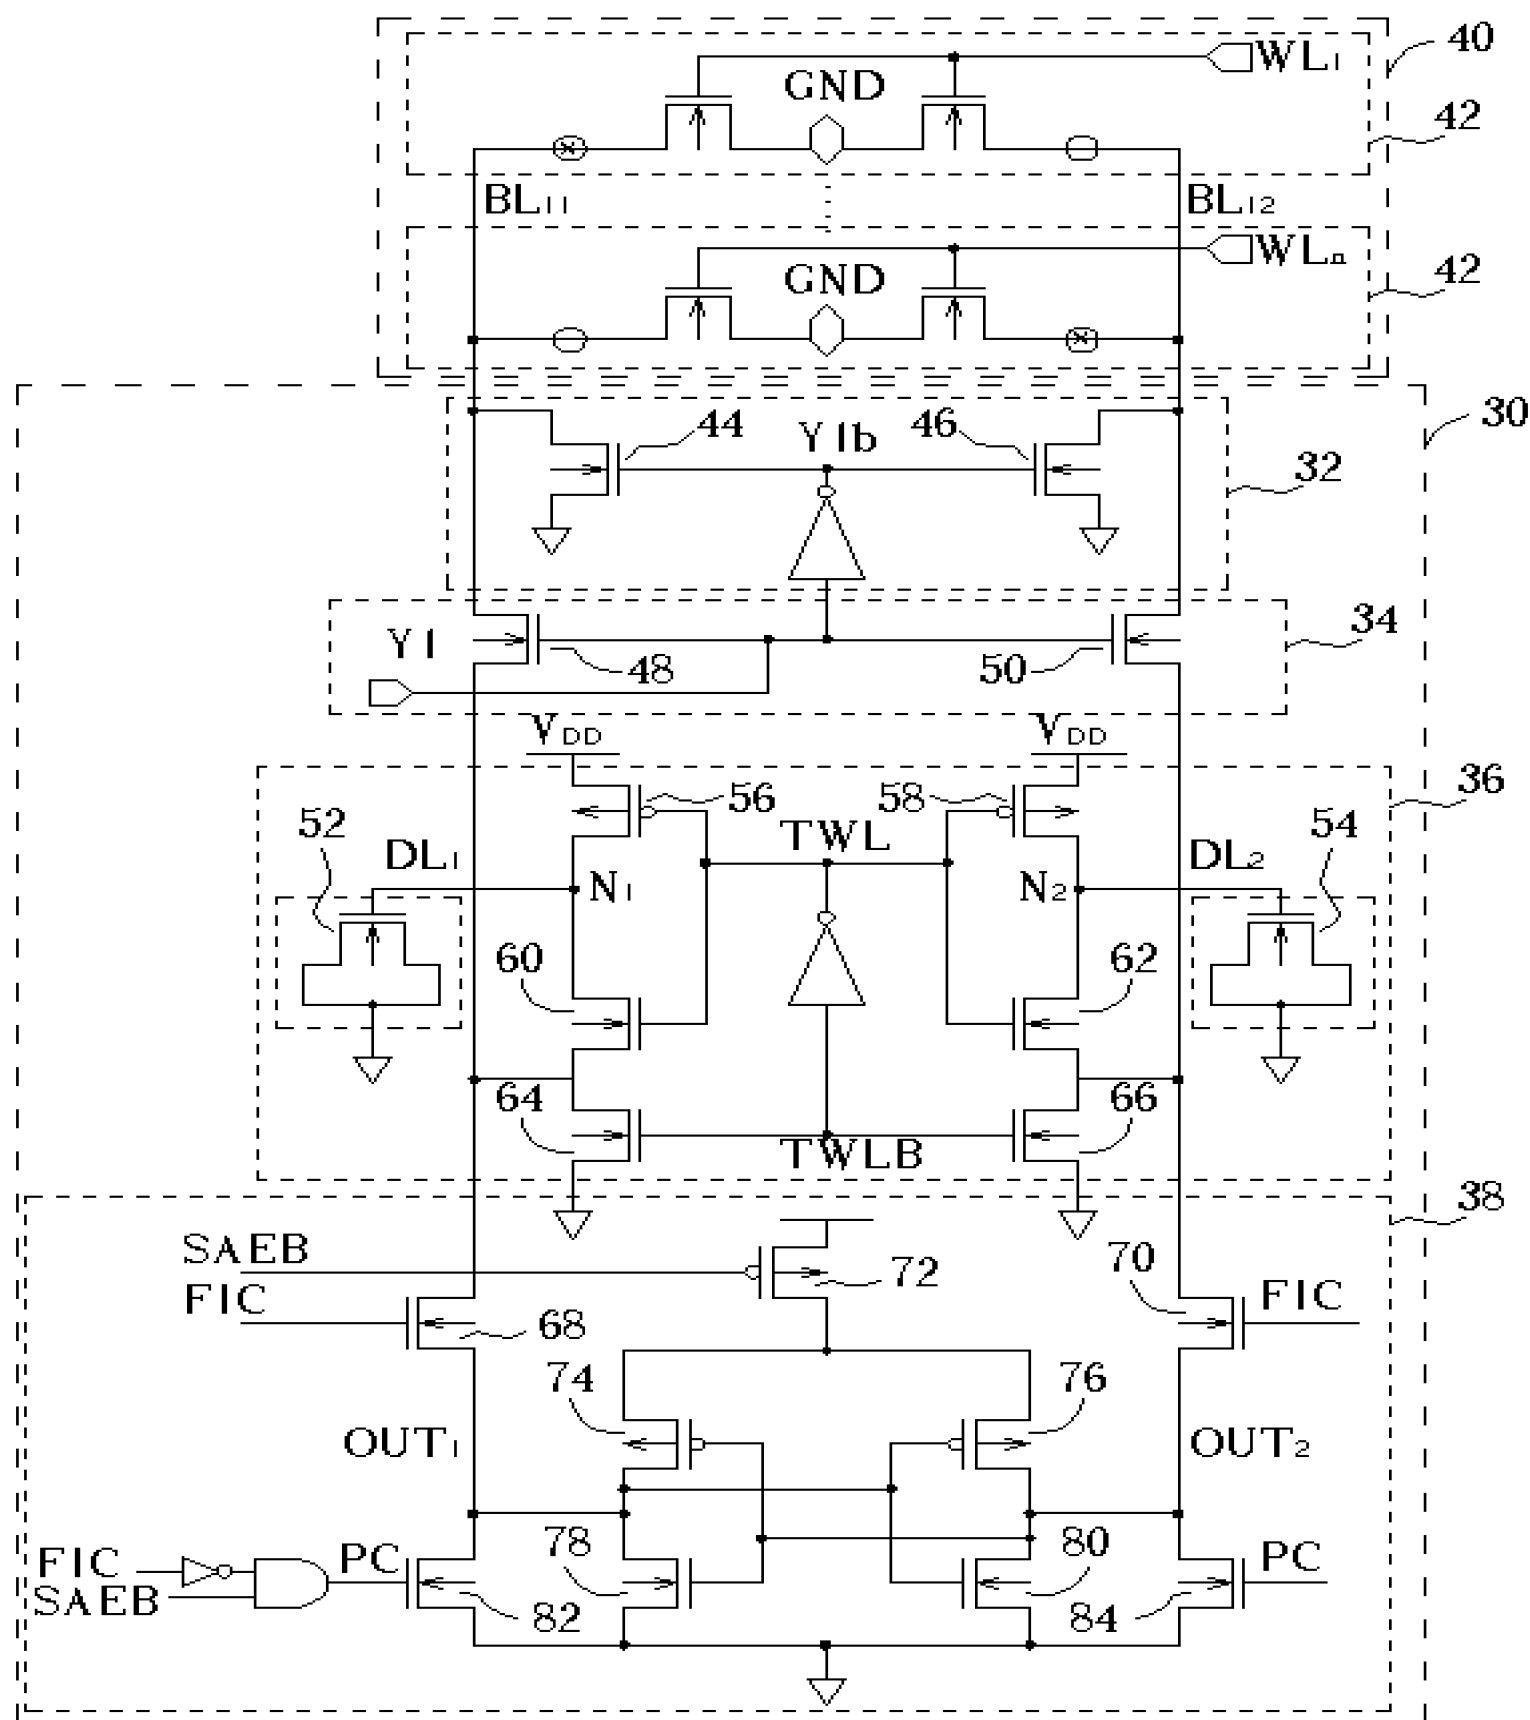 40
WL1
GND
42
BL11
BL12
WLn
GND
42
30
44
Y1b
46
32
Y1
48
50
34
VDD
VDD
56
58
36
52
DL1
TWL
DL2
54
N1
N2
60
62
64
66
TWLB
38
SAEB
72
70
FIC
FIC
68
74
76
OUT1
OUT2
FIC
SAEB
PC
78
80
PC
82
84